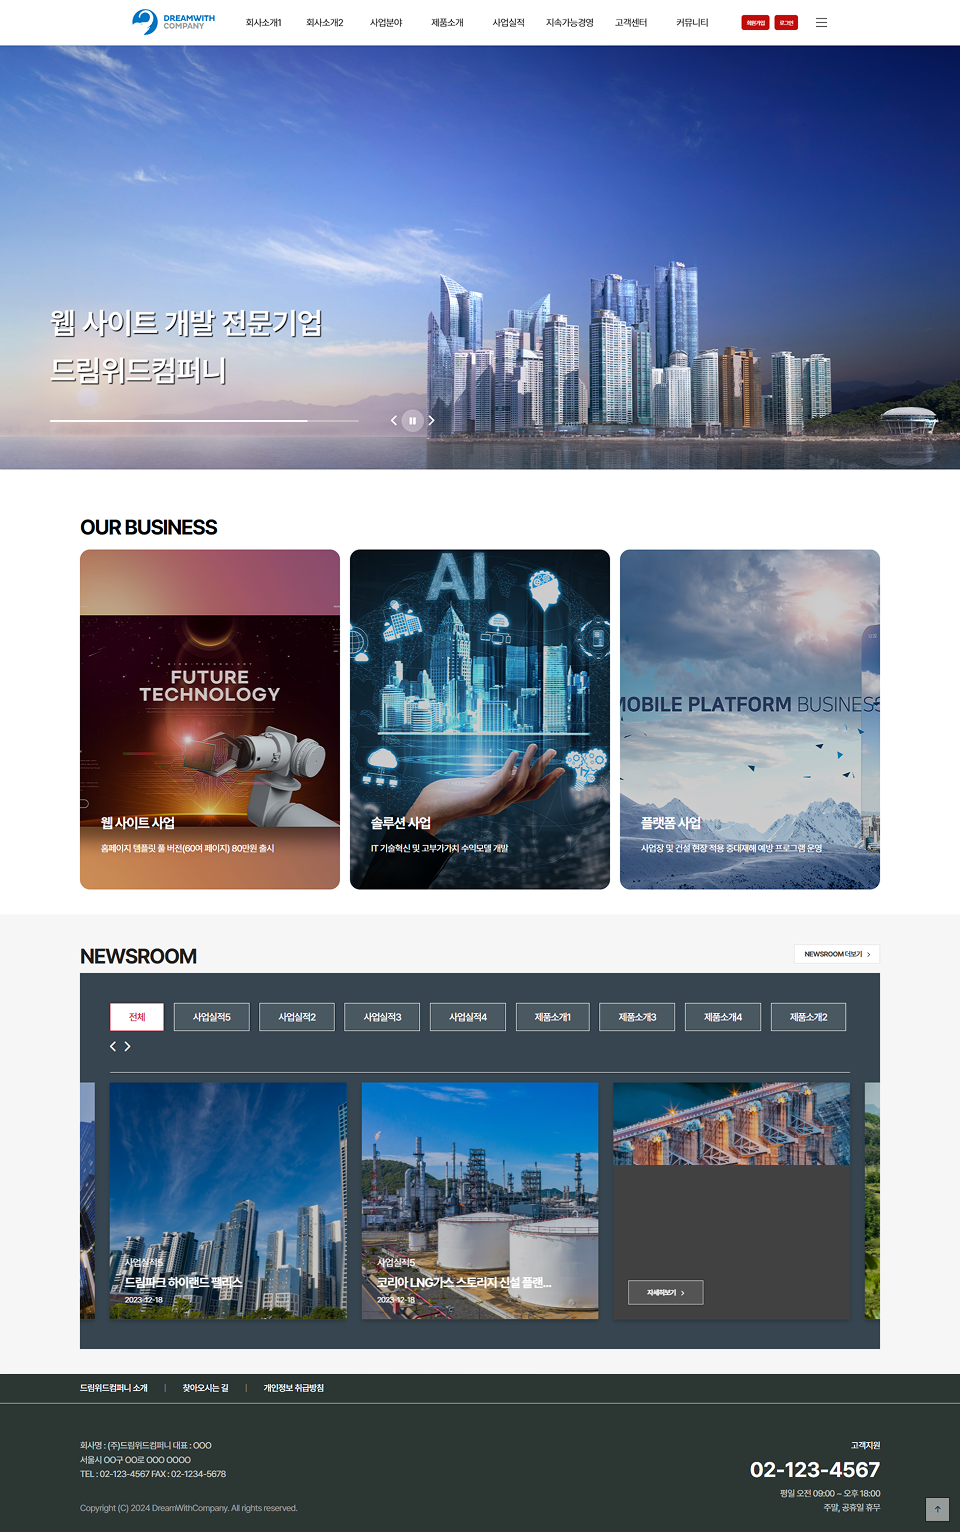 DREAMWITH
COMPANY
회사소개1 회사소개2 사업분야 제품소개 사업실적 지속가능경영 고객센터 커뮤니티
회원가입 로그인
웹 사이트 개발 전문기업
드림위드컴퍼니
OUR BUSINESS
FUTURE
TECHNOLOGY
웹 사이트 사업
홈페이지 템플릿 풀 버전(60여 페이지) 80만원 출시
AI
솔루션 사업
IT 기술혁신 및 고부가가치 수익모델 개발
MOBILE PLATFORM BUSINESS
플랫폼 사업
사업장 및 건설 현장 적용 중대재해 예방 프로그램 운영
NEWSROOM
NEWSROOM 더보기
전체 사업실적5 사업실적2 사업실적3 사업실적4 제품소개1 제품소개3 제품소개4 제품소개2
사업실적5
드림파크 하이랜드 팰리스
2023-12-18
사업실적5
코리아 LNG가스 스토리지 신설 플랜...
2023-12-18
자세히보기
드림위드컴퍼니 소개 | 찾아오시는 길 | 개인정보 취급방침
회사명 : (주)드림위드컴퍼니 대표 : OOO
서울시 OO구 OO로 OOO OOOO
TEL : 02-123-4567 FAX : 02-1234-5678
Copyright (C) 2024 DreamWithCompany. All rights reserved.
고객지원
02-123-4567
평일 오전 09:00 ~ 오후 18:00
주말, 공휴일 휴무